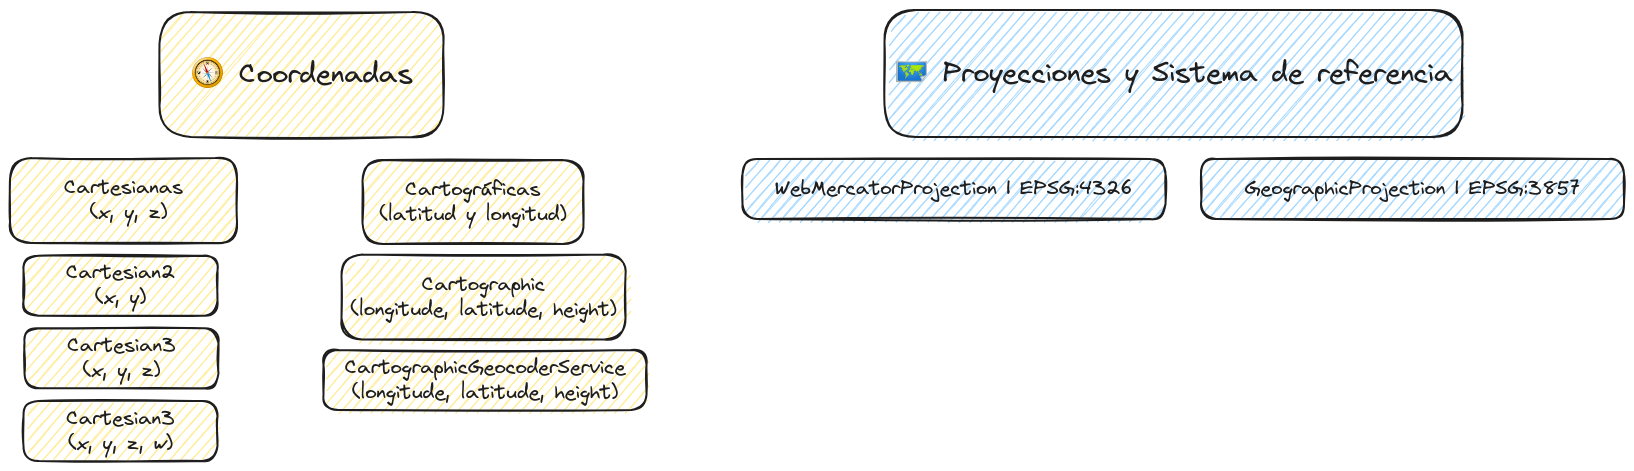 Coordenadas
Cartesianas
(x, y, z)
Cartesian2
(x, y)
Cartesian3
(x, y, z)
Cartesian3
(x, y, z, w)
Cartográficas
(latitud y longitud)
Cartographic
(longitude, latitude, height)
CartographicGeocoderService
(longitude, latitude, height)
Proyecciones y Sistema de referencia
WebMercatorProjection | EPSG:4326
GeographicProjection | EPSG:3857